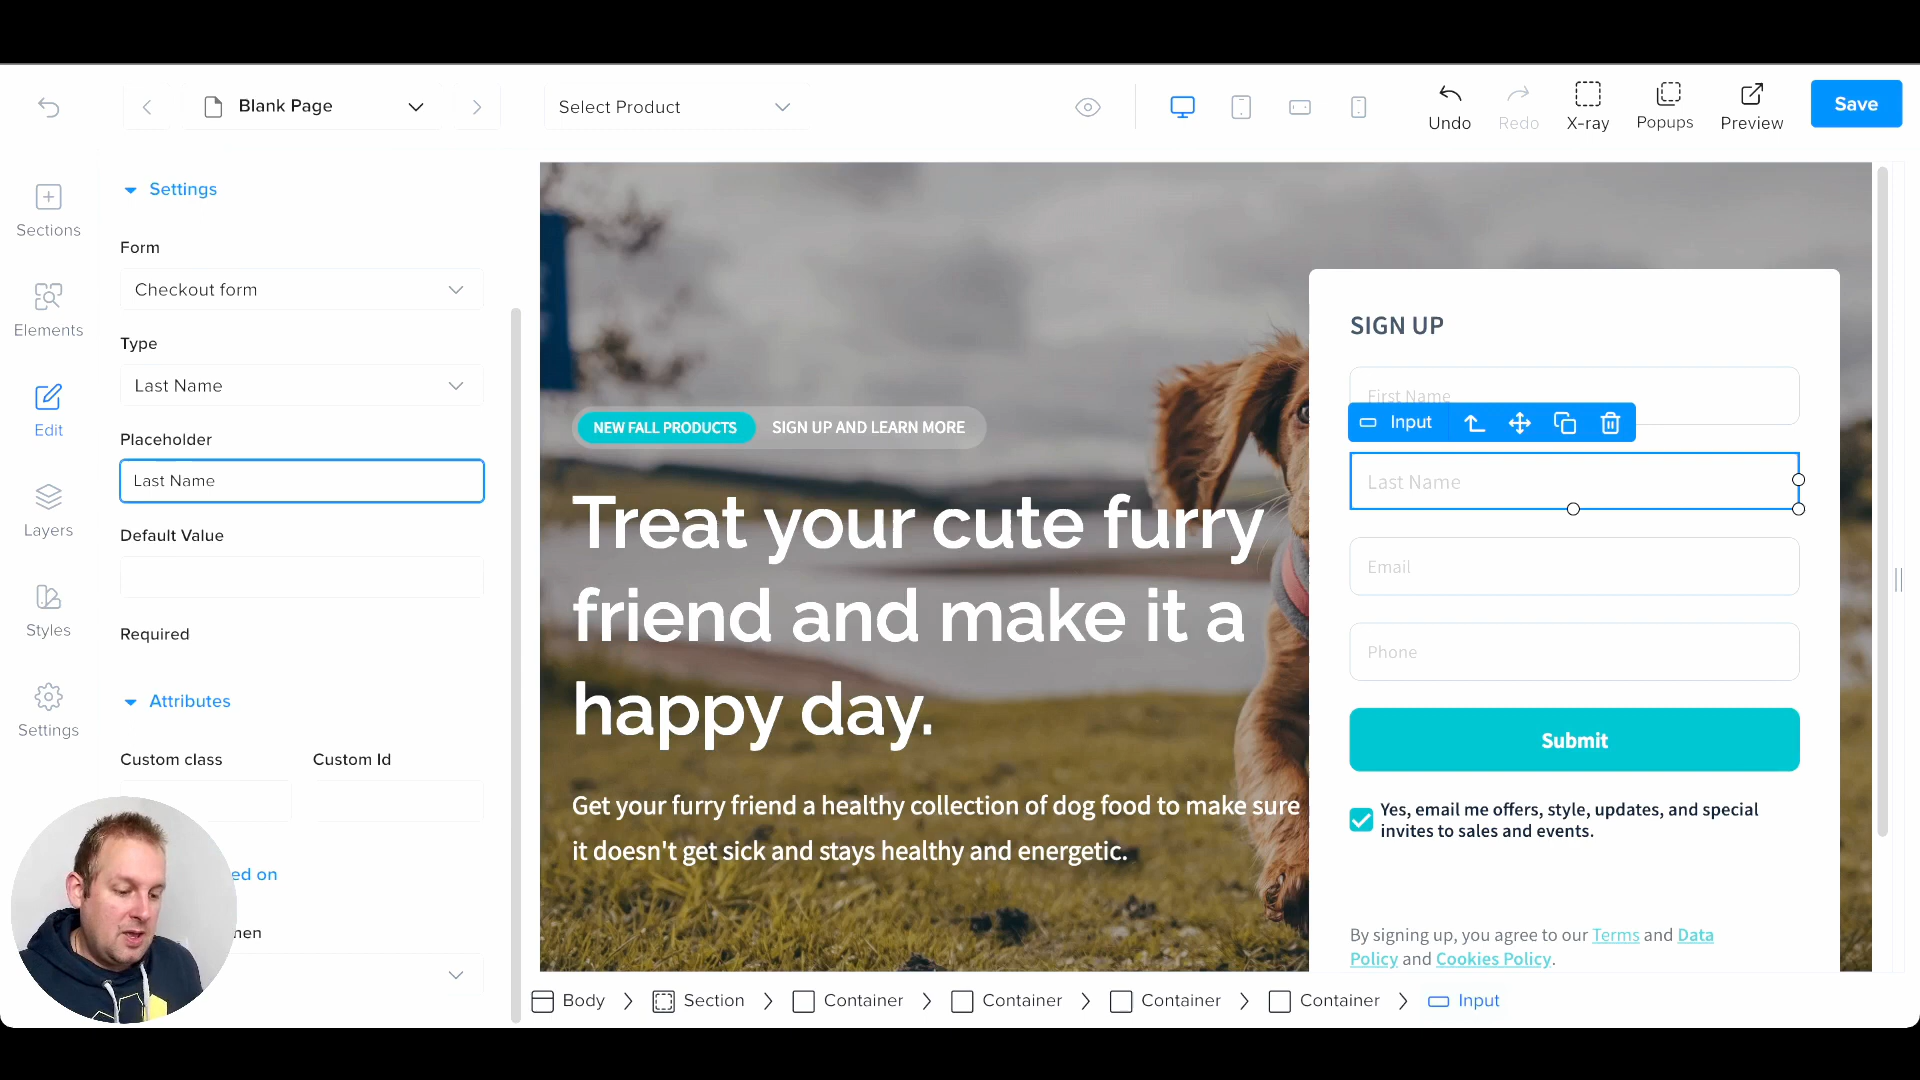 Blank Page
Select Product
Undo
Redo
X-ray
Popups
Preview
Save
Sections
Elements
Edit
Layers
Styles
Settings
Settings
Form
Checkout form
Type
Last Name
Placeholder
Last Name
Default Value
Required
Attributes
Custom class
Custom Id
ed on
NEW FALL PRODUCTS
SIGN UP AND LEARN MORE
Treat your cute furry
friend and make it a
happy day.
Get your furry friend a healthy collection of dog food to make sure
it doesn't get sick and stays healthy and energetic.
SIGN UP
First Name
Input
Last Name
Email
Phone
Submit
Yes, email me offers, style, updates, and special
invites to sales and events.
By signing up, you agree to our Terms and Data
Policy and Cookies Policy.
Body
Section
Container
Container
Container
Container
Input